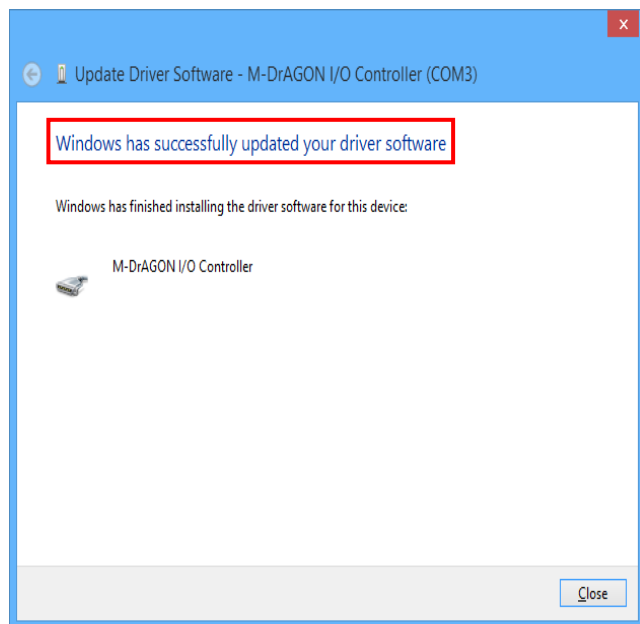 x
Update Driver Software - M-DrAGON I/O Controller (COM3)
Windows has successfully updated your driver software
Windows has finished installing the driver software for this device:
M-DrAGON I/O Controller
Close